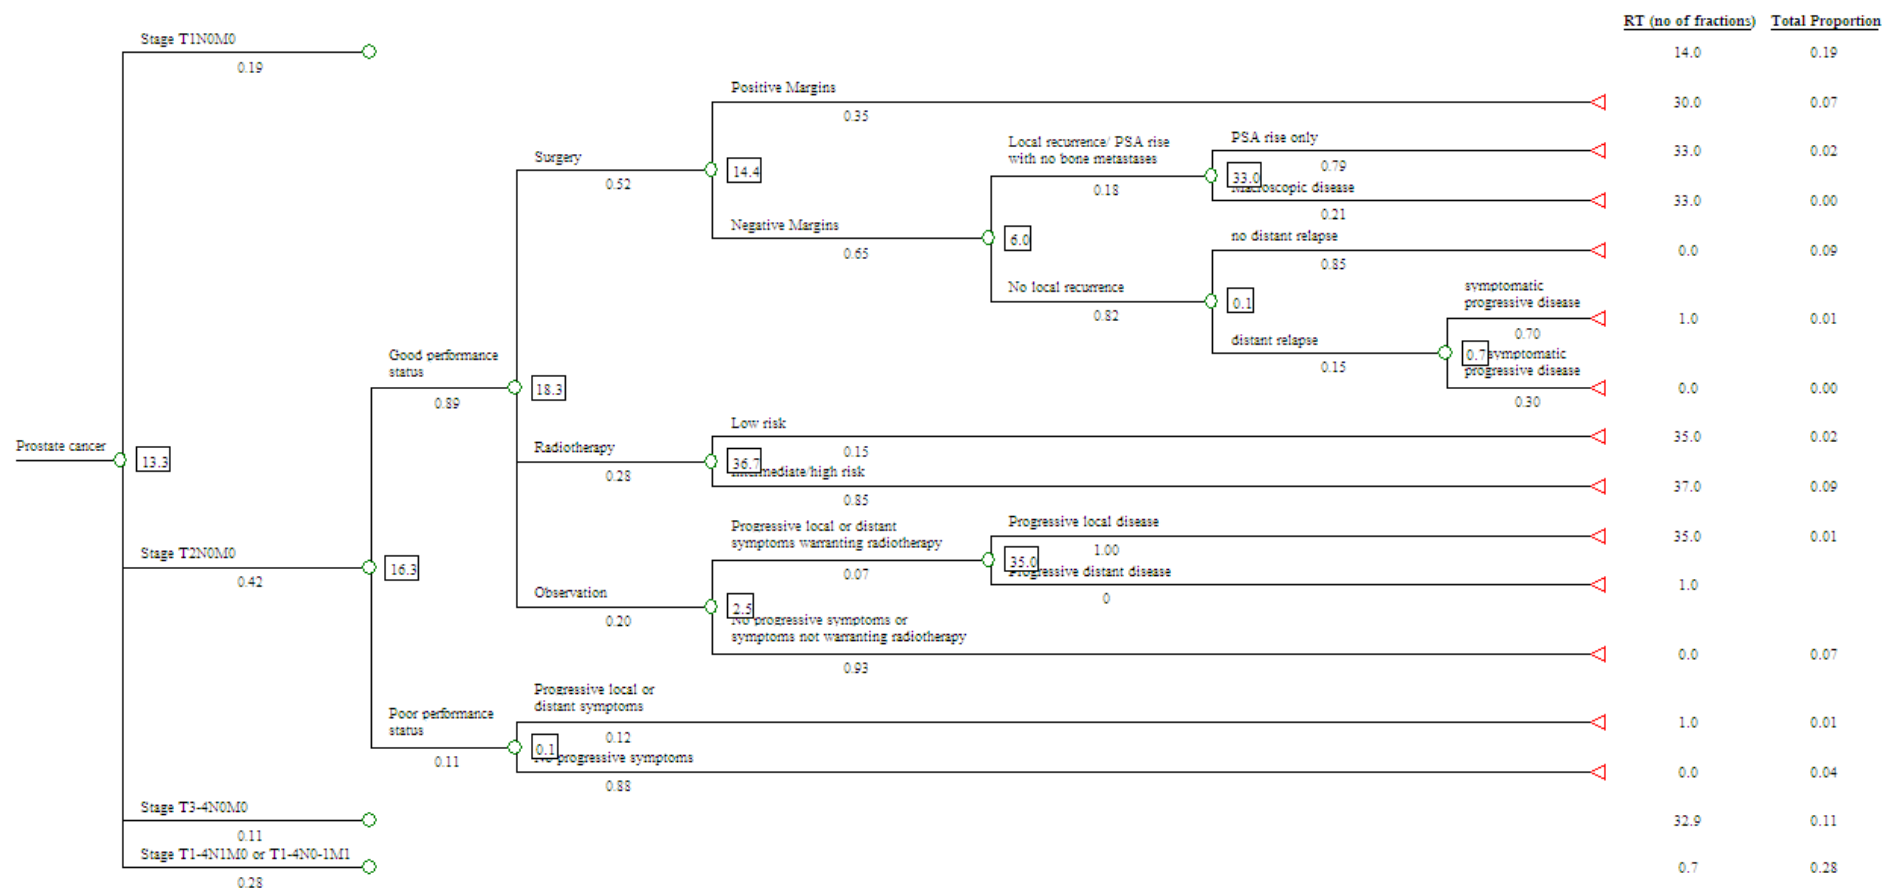 RT (no of fractions) Total Proportion
Stage T1N0M0
0.19
14.0 0.19
Positive Margins
0.35
30.0 0.07
Surgery
0.52
14.4
Local recurrence/ PSA rise
with no bone metastases
0.18
33.0
PSA rise only
0.79
33.0 0.02
Macroscopic disease
0.21
33.0 0.00
Negative Margins
0.65
6.0
no distant relapse
0.85
0.0 0.09
No local recurrence
0.82
0.1
symptomatic
progressive disease
0.70
1.0 0.01
distant relapse
0.15
0.7
symptomatic
progressive disease
0.30
0.0 0.00
Good performance
status
0.89
18.3
Low risk
0.15
35.0 0.02
Radiotherapy
0.28
36.7
Intermediate/high risk
0.85
37.0 0.09
Prostate cancer
13.3
Progressive local or distant
symptoms warranting radiotherapy
0.07
35.0
Progressive local disease
1.00
35.0 0.01
Progressive distant disease
0
1.0
Stage T2N0M0
0.42
16.3
Observation
0.20
2.5
No progressive symptoms or
symptoms not warranting radiotherapy
0.93
0.0 0.07
Progressive local or
distant symptoms
0.12
1.0 0.01
Poor performance
status
0.11
0.1
No progressive symptoms
0.88
0.0 0.04
Stage T3-4N0M0
0.11
32.9 0.11
Stage T1-4N1M0 or T1-4N0-1M1
0.28
0.7 0.28